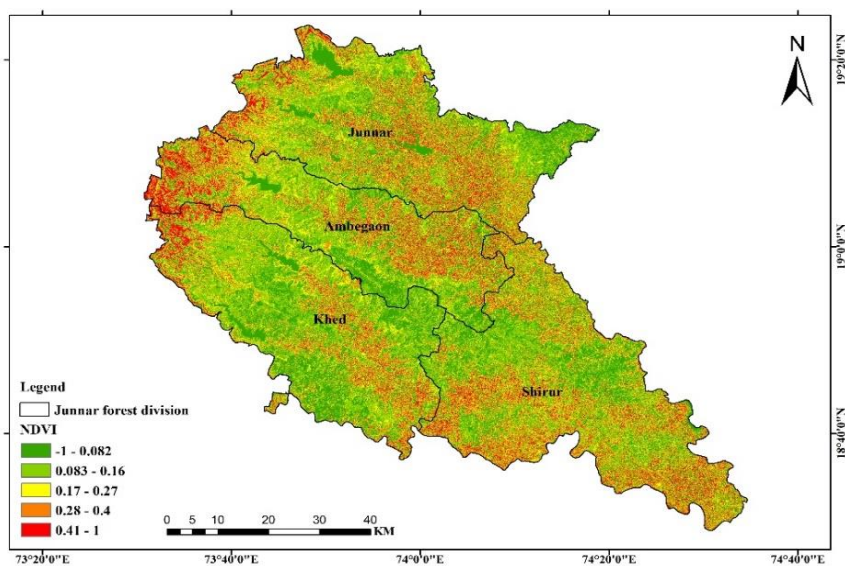 N
19°20'0"N
Junnar
Ambegaon
19°0'0"N
Khed
Shirur
18°40'0"N
Legend
Junnar forest division
NDVI
-1 - 0.082
0.083 - 0.16
0.17 - 0.27
0.28 - 0.4
0.41 - 1
0 5 10 20 30 40
KM
73°20'0"E 73°40'0"E 74°0'0"E 74°20'0"E 74°40'0"E